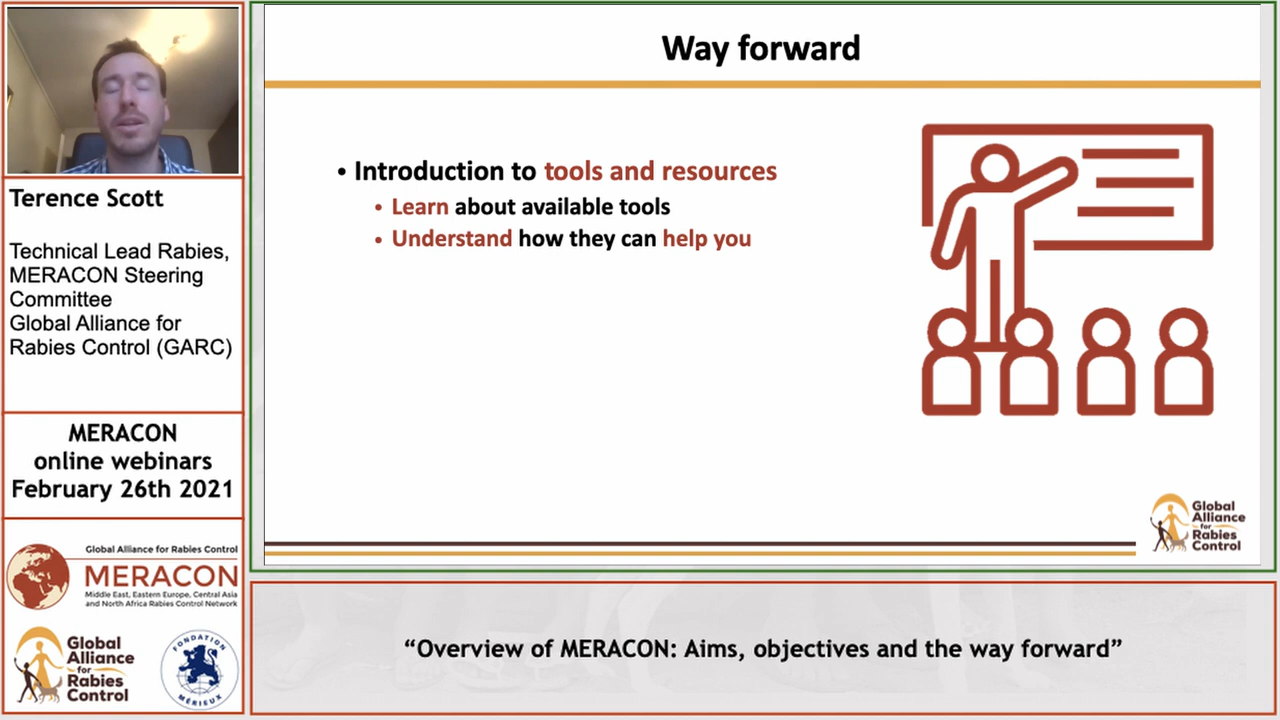 Way forward
• Introduction to tools and resources
• Learn about available tools
• Understand how they can help you
Global Alliance
for
Rabies
Control
Terence Scott
Technical Lead Rabies,
MERACON Steering
Committee
Global Alliance for
Rabies Control (GARC)
MERACON
online webinars
February 26th 2021
Global Alliance for Rabies Control
MERACON
Middle East, Eastern Europe, Central Asia
and North Africa Rabies Control Network
Global
Alliance
for
Rabies
Control
FONDATION
MÉRIEUX
“Overview of MERACON: Aims, objectives and the way forward”